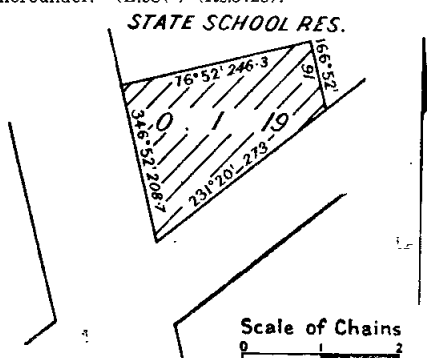 STATE SCHOOL RES.
76°52' 246·3
166°52'
91
346°52' 208·7
0 1 19
231°20' 273
Scale of Chains
0 1 2